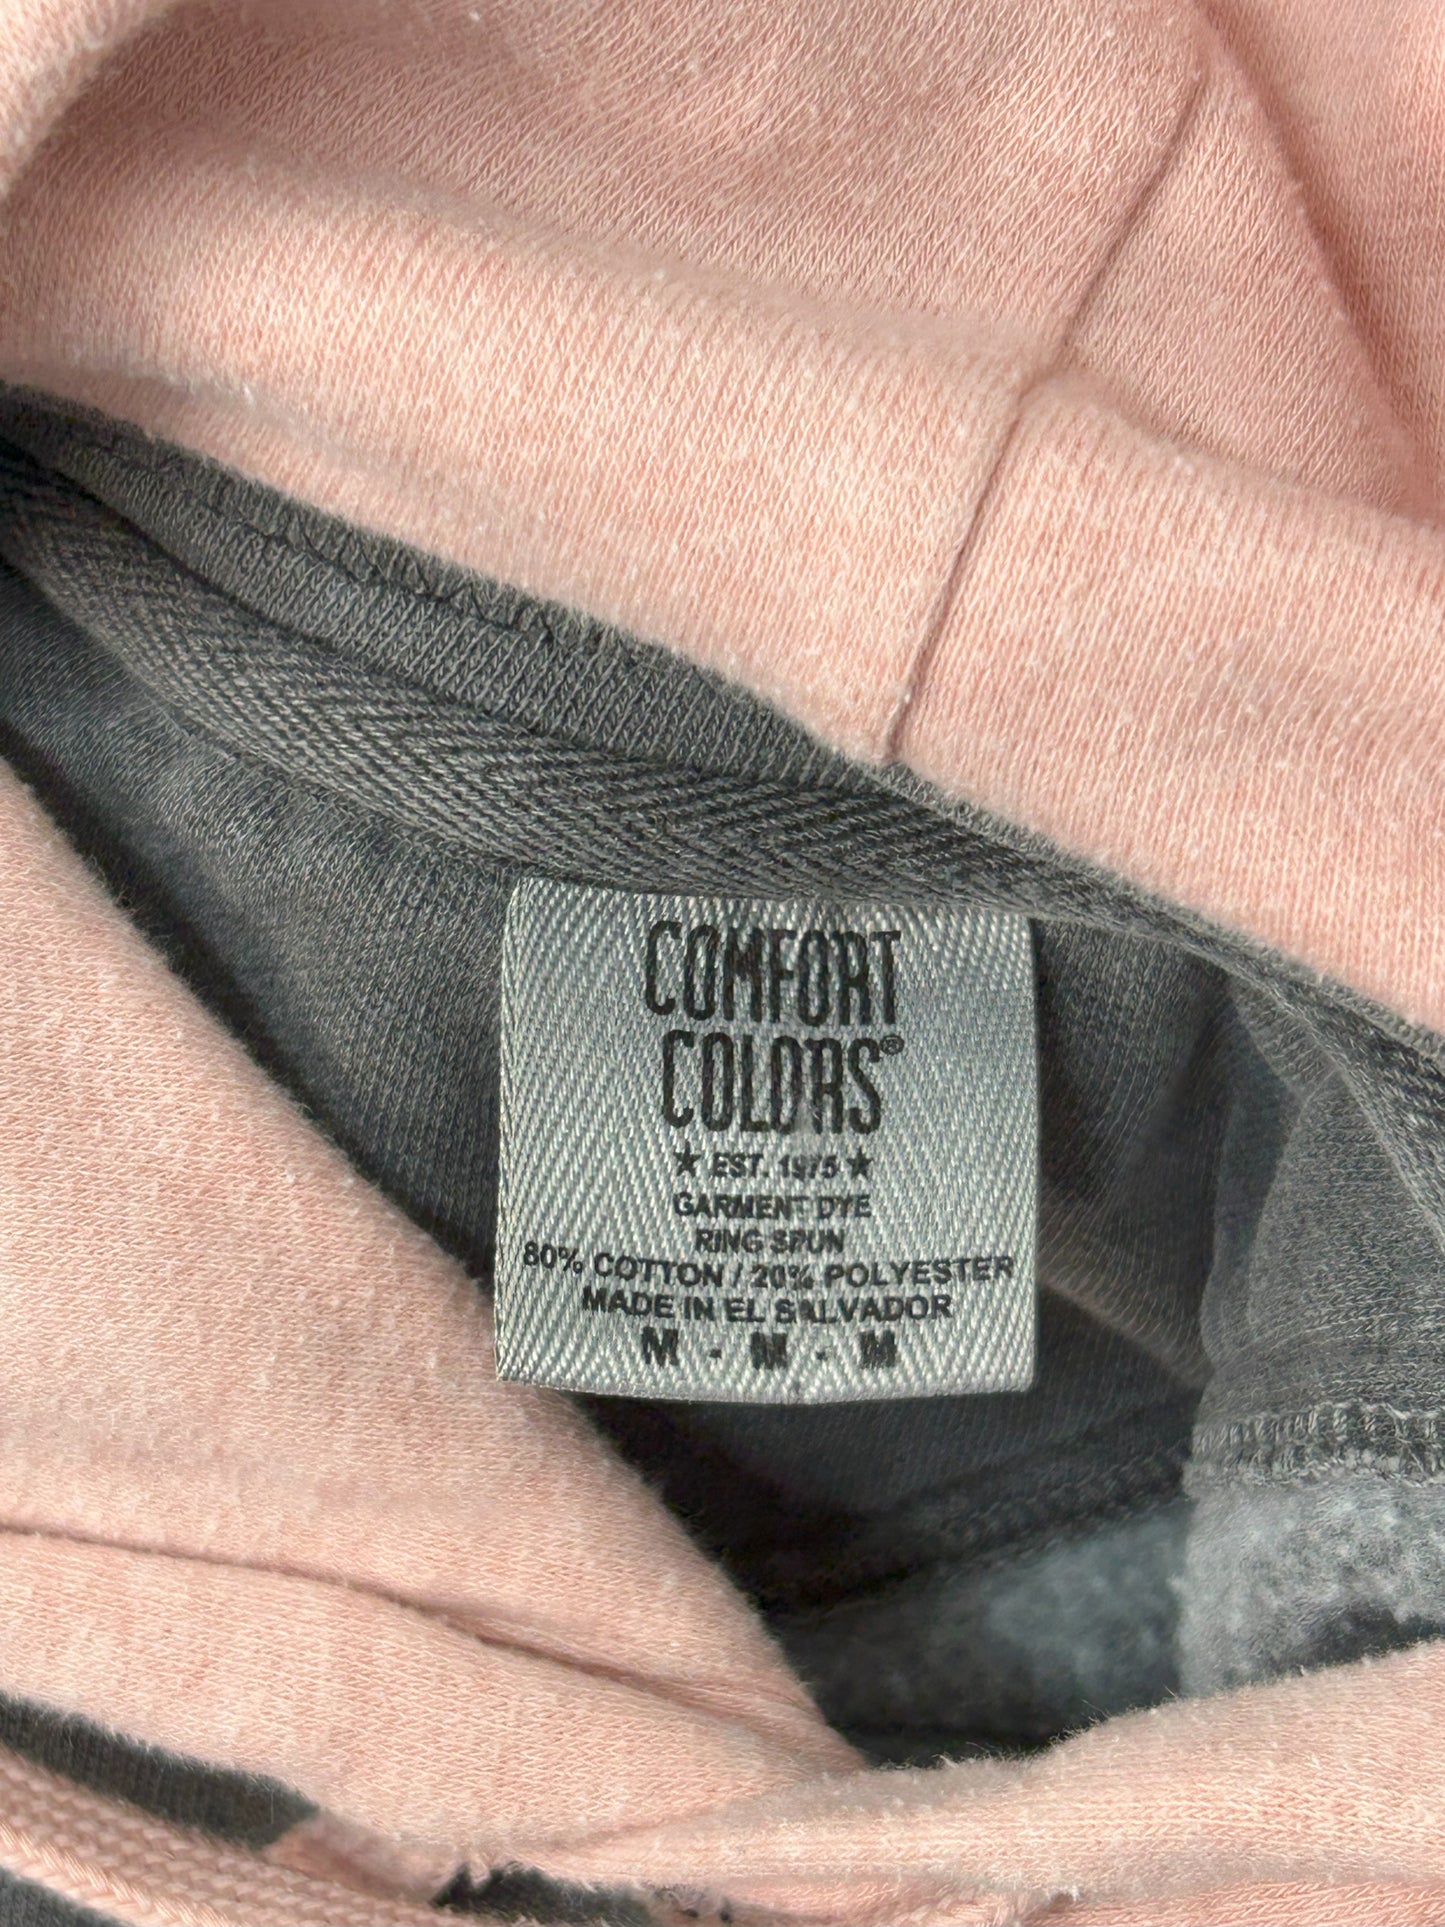 COMFORT
COLORS®
★ EST. 1975 ★
GARMENT DYE
RING SPUN
80% COTTON / 20% POLYESTER
MADE IN EL SALVADOR
M - M - M